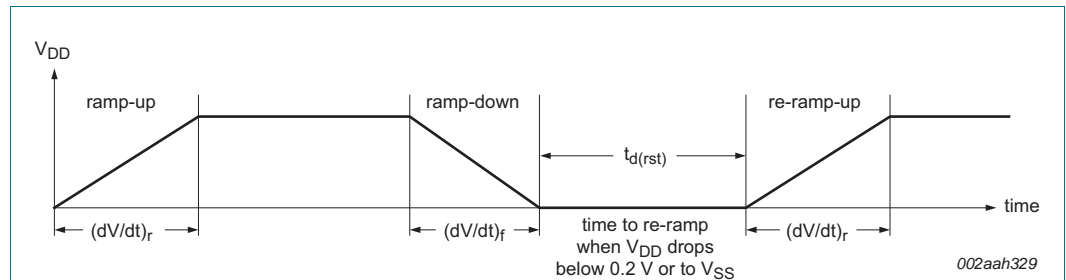 VDD
ramp-up
ramp-down
re-ramp-up
td(rst)
time
(dV/dt)r
(dV/dt)f
time to re-ramp
when VDD drops
below 0.2 V or to VSS
(dV/dt)r
002aah329